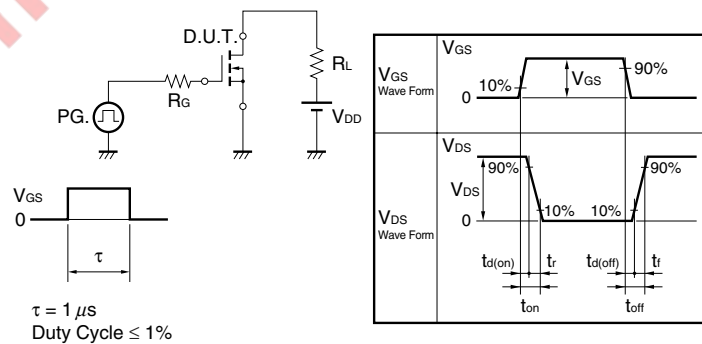 D.U.T.
RL
RG
PG.
VDD
VGS
0
τ
τ = 1 μs
Duty Cycle ≤ 1%
VGS
Wave Form
VGS
10%
90%
VGS
0
VDS
Wave Form
VDS
90%
90%
VDS
10%
10%
0
td(on)
tr
td(off)
tf
ton
toff